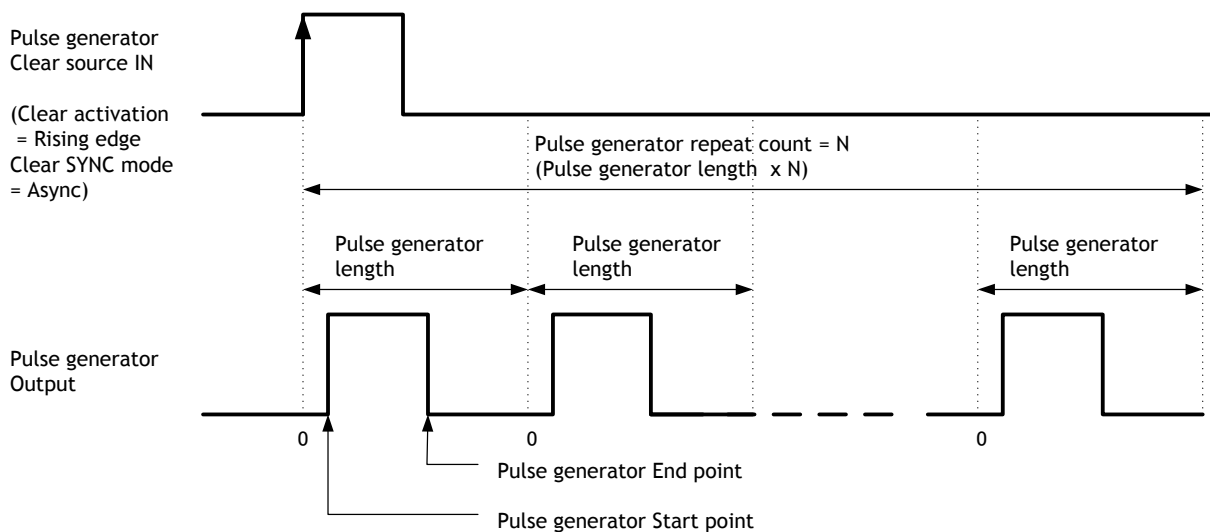 Pulse generator
Clear source IN
(Clear activation
= Rising edge
Clear SYNC mode
= Async)
Pulse generator repeat count = N
(Pulse generator length x N)
Pulse generator
length
Pulse generator
length
Pulse generator
length
Pulse generator
Output
0
0
0
Pulse generator End point
Pulse generator Start point